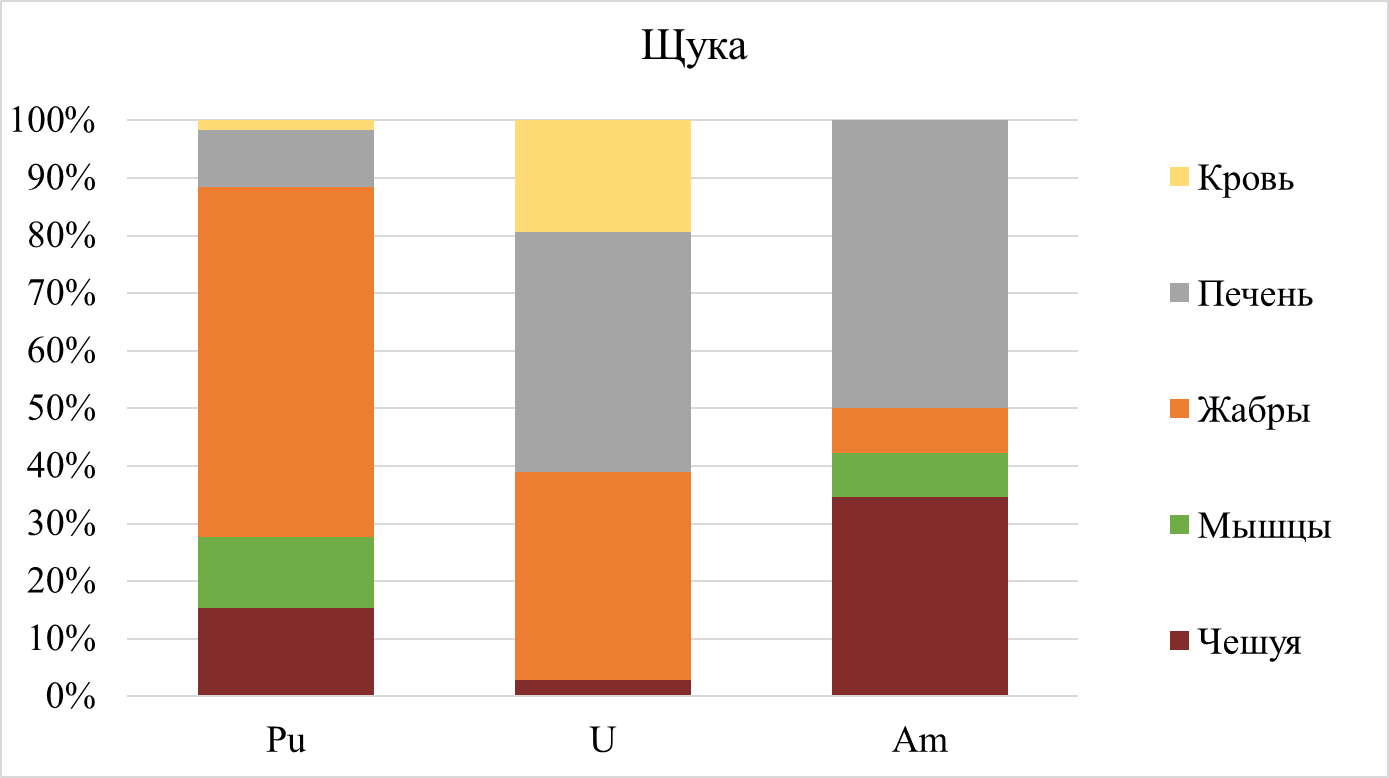 Щука
100%
90%
80%
70%
60%
50%
40%
30%
20%
10%
0%
Pu
U
Am
Кровь
Печень
Жабры
Мышцы
Чешуя